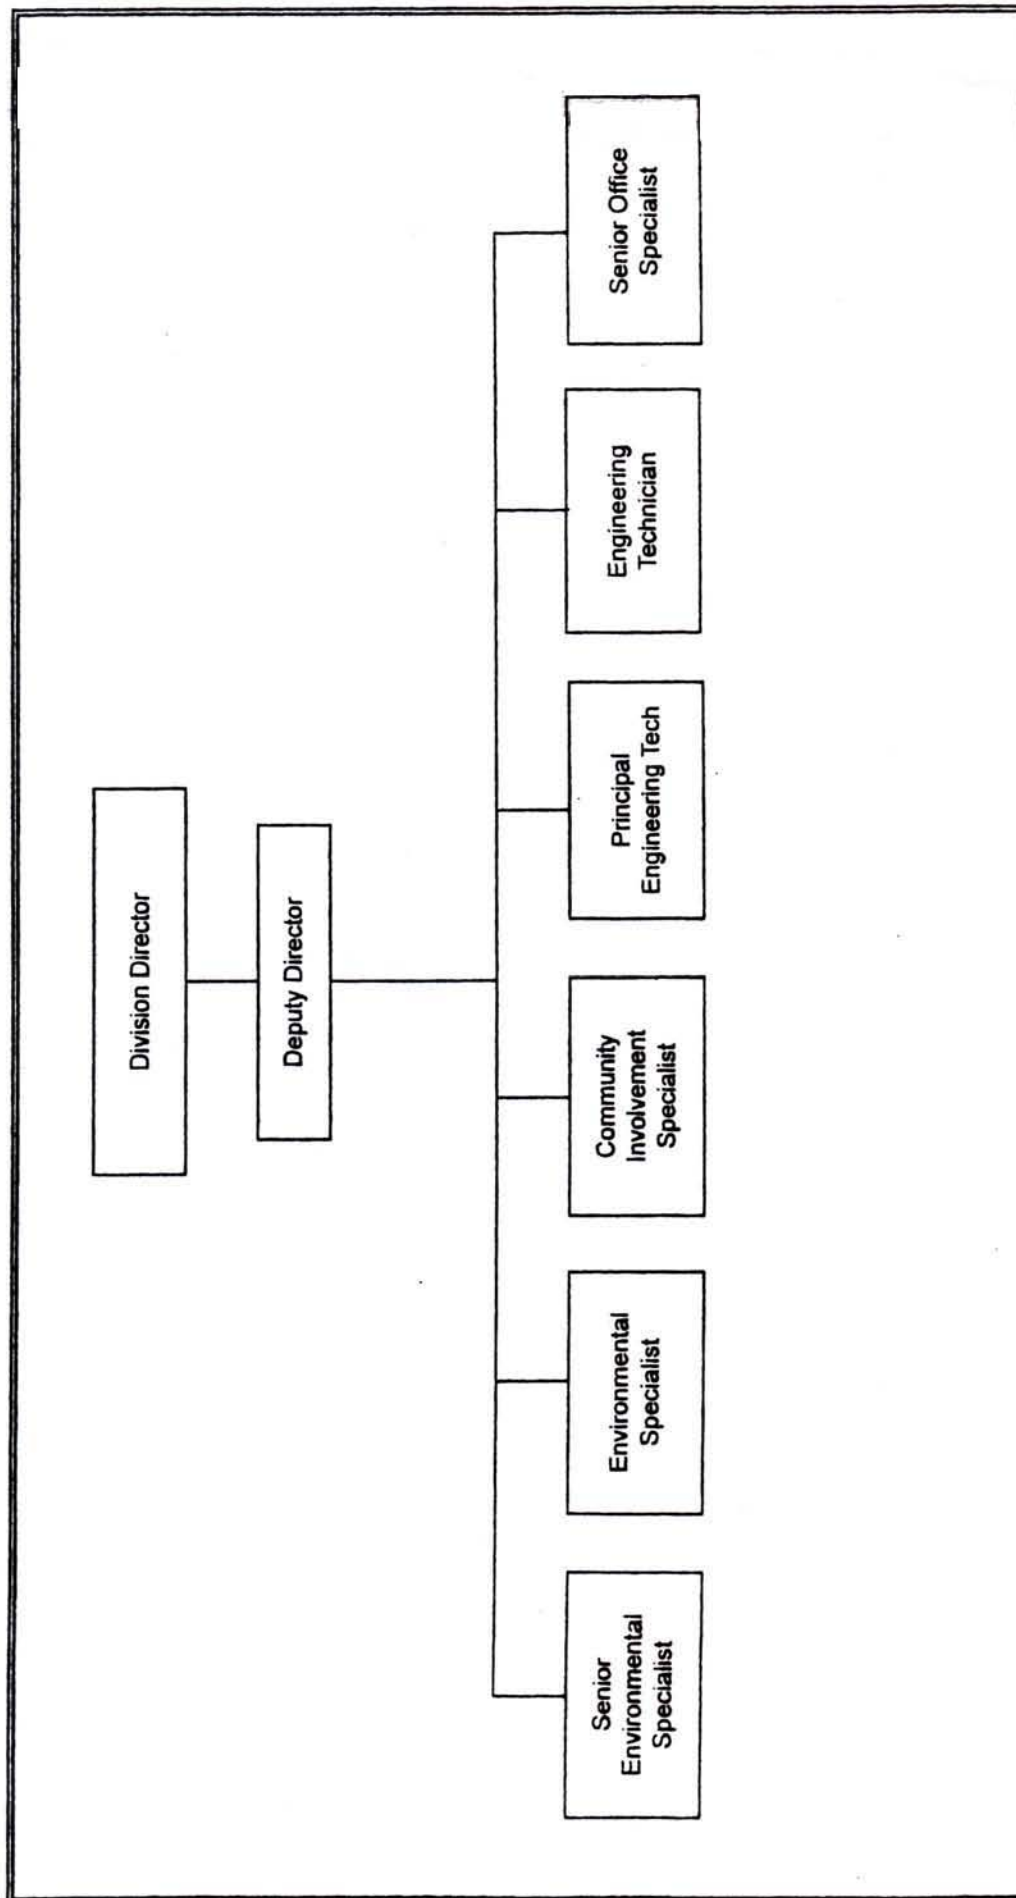 Division Director
Deputy Director
Senior
Environmental
Specialist
Environmental
Specialist
Community
Involvement
Specialist
Principal
Engineering Tech
Engineering
Technician
Senior Office
Specialist